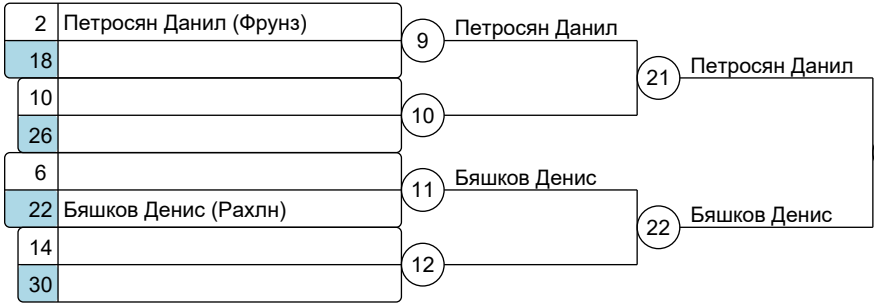 2 Петросян Данил (Фрунз)
9 Петросян Данил
18
21 Петросян Данил
10
10
26
6
11 Бяшков Денис
22 Бяшков Денис (Рахлн)
22 Бяшков Денис
14
12
30